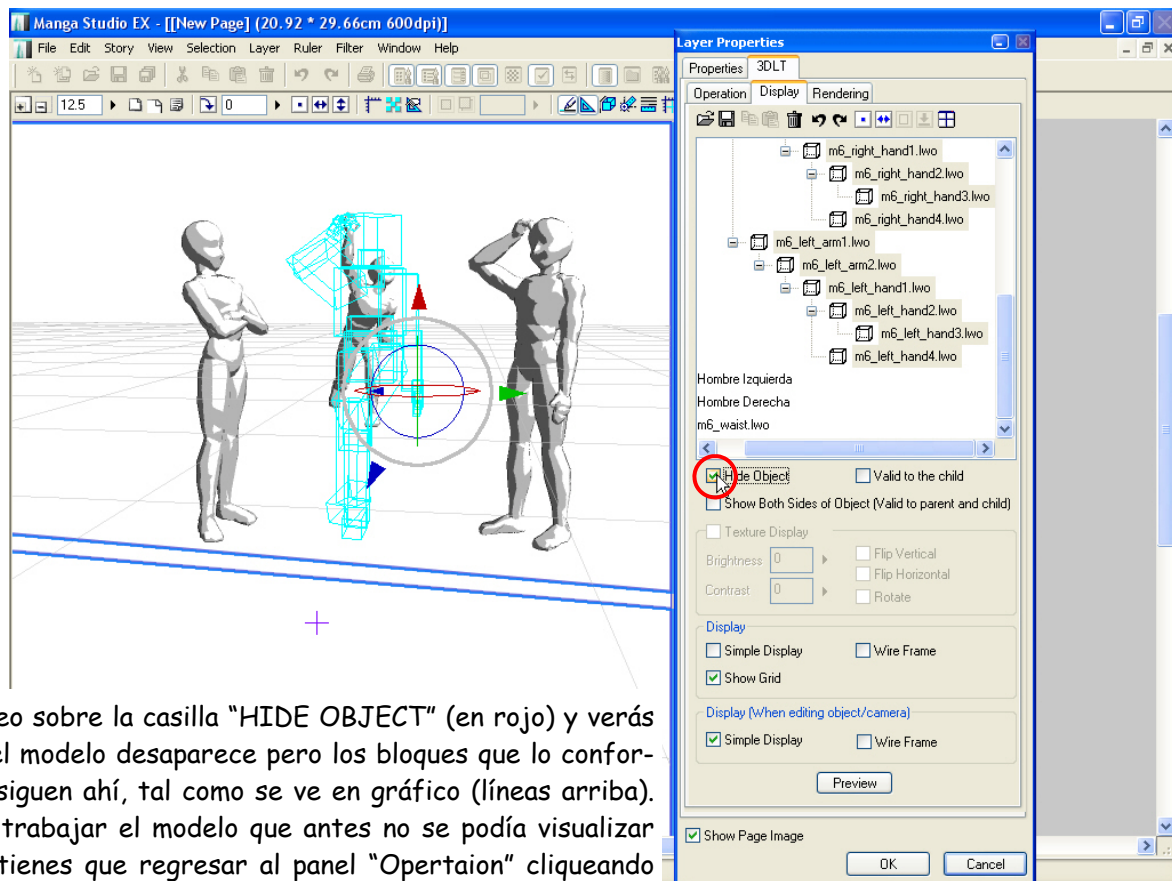 Manga Studio EX - [[New Page] (20.92 * 29.66cm 600dpi)]
File Edit Story View Selection Layer Ruler Filter Window Help
12.5
0
Layer Properties
Properties 3DLT
Operation Display Rendering
m6_right_hand1.lwo
m6_right_hand2.lwo
m6_right_hand3.lwo
m6_right_hand4.lwo
m6_left_arm1.lwo
m6_left_arm2.lwo
m6_left_hand1.lwo
m6_left_hand2.lwo
m6_left_hand3.lwo
m6_left_hand4.lwo
Hombre Izquierda
Hombre Derecha
m6_waist.lwo
Hide Object Valid to the child
Show Both Sides of Object (Valid to parent and child)
Texture Display
Brightness 0 Flip Vertical
Flip Horizontal
Contrast 0 Rotate
Display
Simple Display Wire Frame
Show Grid
Display (When editing object/camera)
Simple Display Wire Frame
Preview
Show Page Image
OK Cancel
eo sobre la casilla “HIDE OBJECT” (en rojo) y verás
el modelo desaparece pero los bloques que lo confor-
siguen ahí, tal como se ve en gráfico (líneas arriba).
trabajar el modelo que antes no se podía visualizar
tienes que regresar al panel “Opertaion” cliqueando